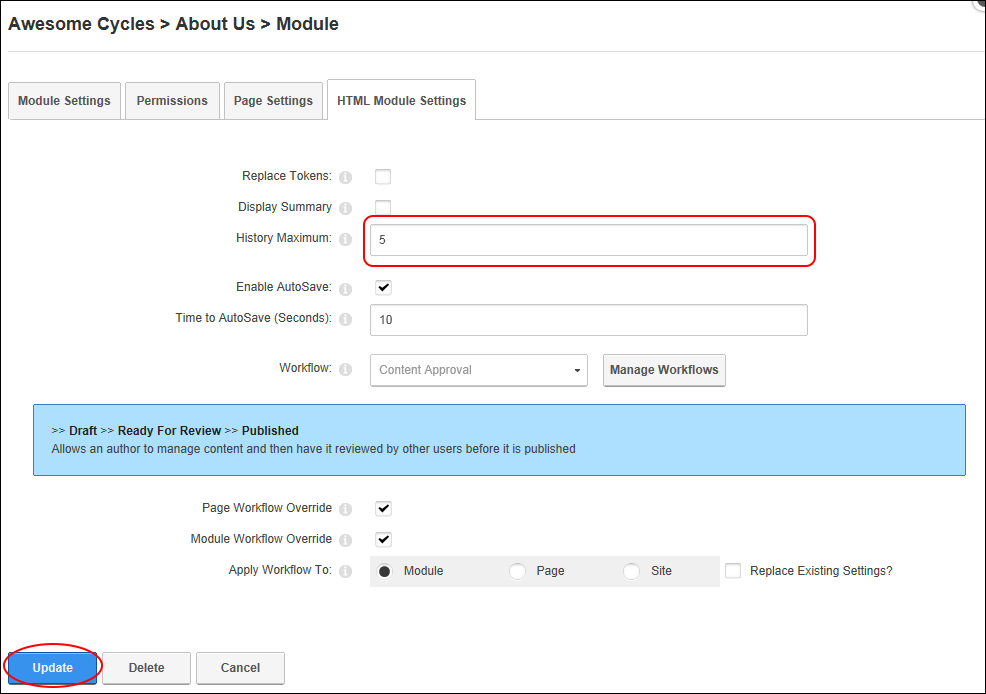 Awesome Cycles > About Us > Module
Module Settings Permissions Page Settings HTML Module Settings
Replace Tokens:
Display Summary
History Maximum: 5
Enable AutoSave:
Time to AutoSave (Seconds): 10
Workflow: Content Approval Manage Workflows
>> Draft >> Ready For Review >> Published
Allows an author to manage content and then have it reviewed by other users before it is published
Page Workflow Override
Module Workflow Override
Apply Workflow To: Module Page Site Replace Existing Settings?
Update Delete Cancel